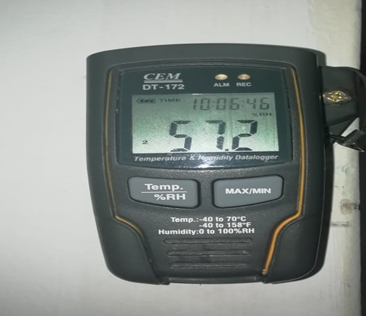 CEM
DT-172
ALM REC
TIME
10:06:46
%RH
57.2
2
Temperature & Humidity Datalogger
Temp.
%RH
MAX/MIN
Temp.:-40 to 70°C
-40 to 158°F
Humidity:0 to 100%RH